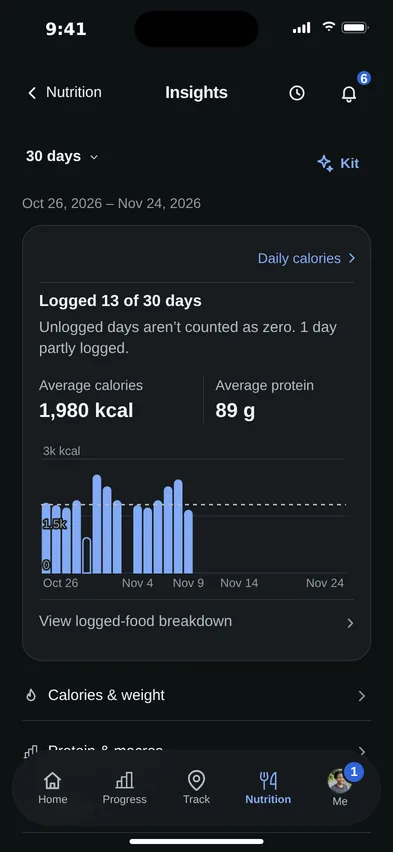 9:41
6
Nutrition
Insights
30 days
Kit
Oct 26, 2026 – Nov 24, 2026
Daily calories
Logged 13 of 30 days
Unlogged days aren’t counted as zero. 1 day
partly logged.
Average calories
Average protein
1,980 kcal
89 g
3k kcal
1.5k
0
Oct 26
Nov 4
Nov 9
Nov 14
Nov 24
View logged-food breakdown
Calories & weight
Protein & macros
1
Home
Progress
Track
Nutrition
Me